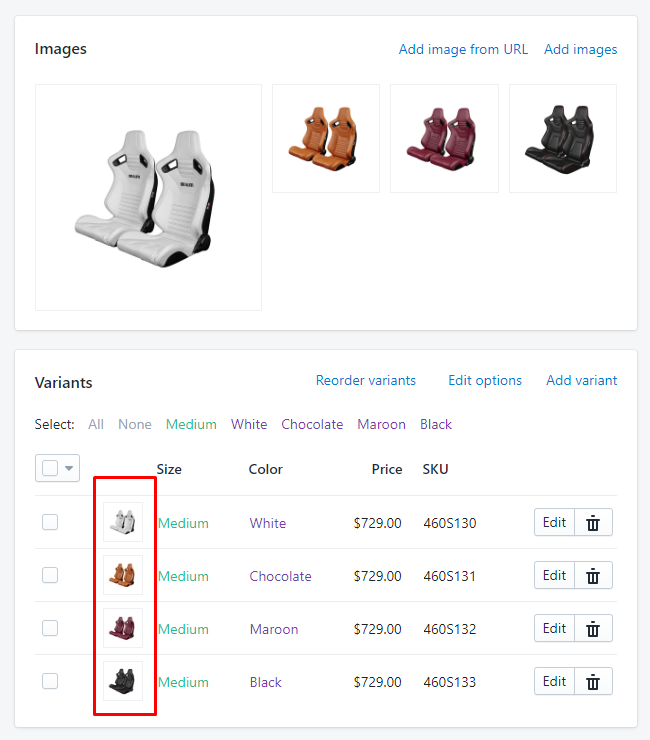 Images Add image from URL Add images
Variants Reorder variants Edit options Add variant
Select: All None Medium White Chocolate Maroon Black
Size Color Price SKU
Medium White $729.00 460S130 Edit
Medium Chocolate $729.00 460S131 Edit
Medium Maroon $729.00 460S132 Edit
Medium Black $729.00 460S133 Edit